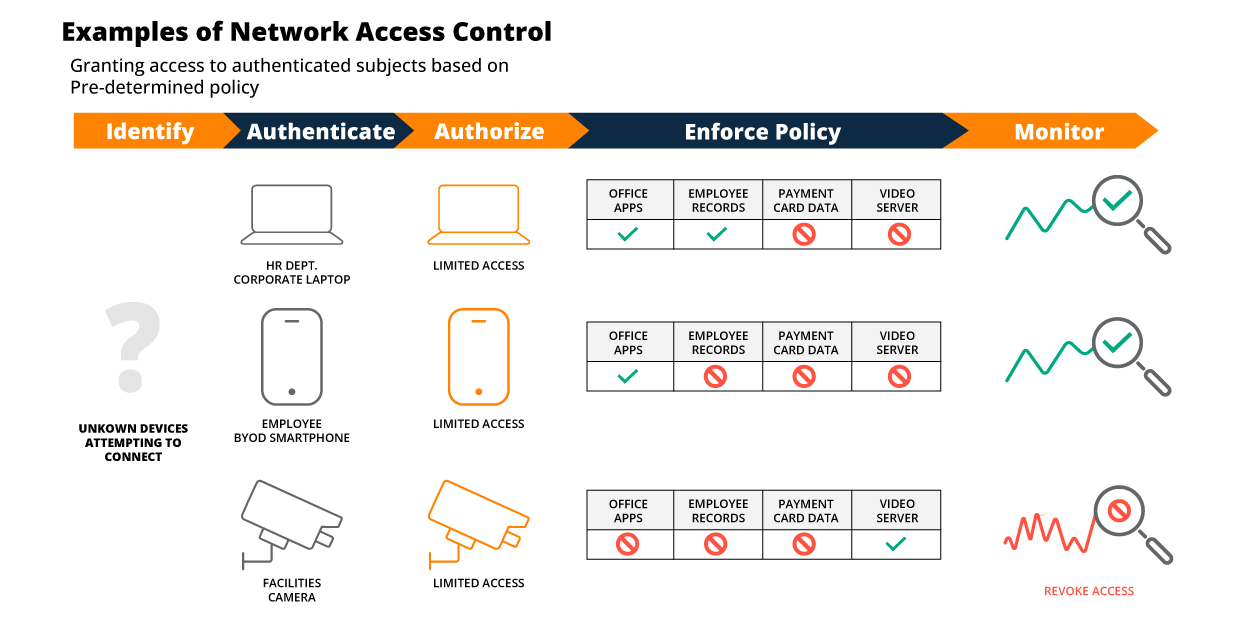 Examples of Network Access Control
Granting access to authenticated subjects based on
Pre-determined policy
Identify
Authenticate
Authorize
Enforce Policy
Monitor
OFFICE
APPS
EMPLOYEE
RECORDS
PAYMENT
CARD DATA
VIDEO
SERVER
HR DEPT.
CORPORATE LAPTOP
LIMITED ACCESS
?
UNKOWN DEVICES
ATTEMPTING TO
CONNECT
OFFICE
APPS
EMPLOYEE
RECORDS
PAYMENT
CARD DATA
VIDEO
SERVER
EMPLOYEE
BYOD SMARTPHONE
LIMITED ACCESS
OFFICE
APPS
EMPLOYEE
RECORDS
PAYMENT
CARD DATA
VIDEO
SERVER
FACILITIES
CAMERA
LIMITED ACCESS
REVOKE ACCESS